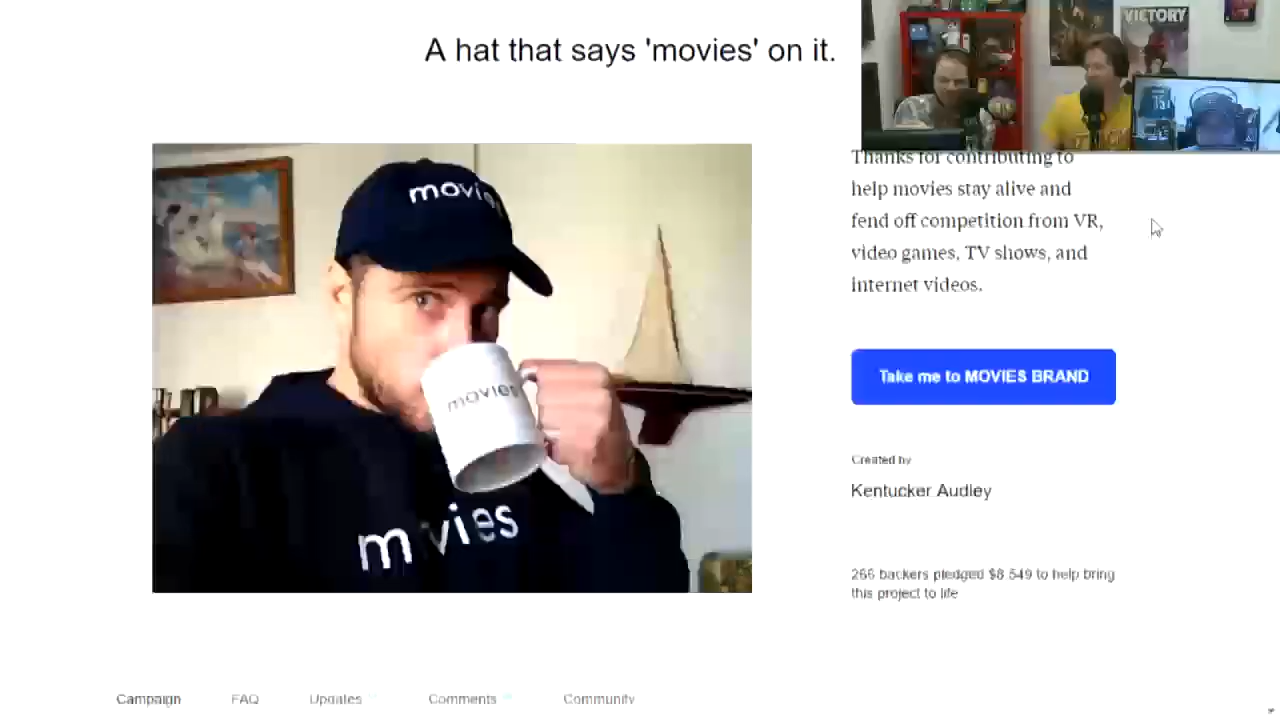 A hat that says 'movies' on it.
VICTORY
movies
movies
Thanks for contributing to
help movies stay alive and
fend off competition from VR,
video games, TV shows, and
internet videos.
Take me to MOVIES BRAND
Created by
Kentucker Audley
266 backers pledged $8 549 to help bring
this project to life
Campaign FAQ Updates Comments Community